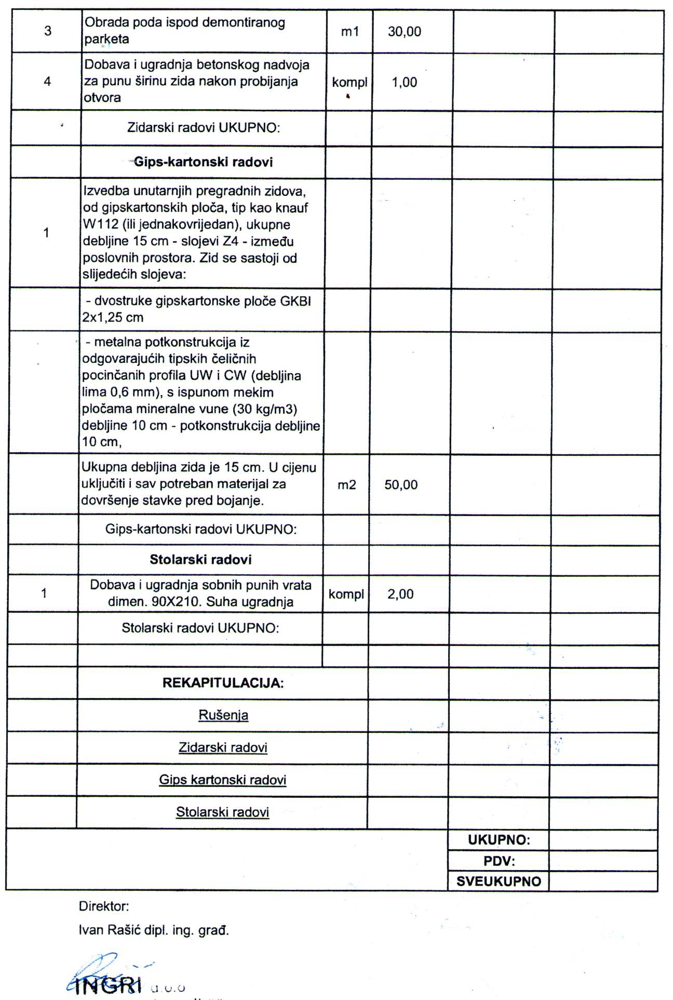 3
Obrada poda ispod demontiranog
parketa
m1
30,00
4
Dobava i ugradnja betonskog nadvoja
za punu širinu zida nakon probijanja
otvora
kompl
1,00
Zidarski radovi UKUPNO:
Gips-kartonski radovi
1
Izvedba unutarnjih pregradnih zidova,
od gipskartonskih ploča, tip kao knauf
W112 (ili jednakovrijedan), ukupne
debljine 15 cm - slojevi Z4 - između
poslovnih prostora. Zid se sastoji od
slijedećih slojeva:
- dvostruke gipskartonske ploče GKBI
2x1,25 cm
- metalna potkonstrukcija iz
odgovarajućih tipskih čeličnih
pocinčanih profila UW i CW (debljina
lima 0,6 mm), s ispunom mekim
pločama mineralne vune (30 kg/m3)
debljine 10 cm - potkonstrukcija debljine
10 cm,
Ukupna debljina zida je 15 cm. U cijenu
uključiti i sav potreban materijal za
dovršenje stavke pred bojanje.
m2
50,00
Gips-kartonski radovi UKUPNO:
Stolarski radovi
1
Dobava i ugradnja sobnih punih vrata
dimen. 90X210. Suha ugradnja
kompl
2,00
Stolarski radovi UKUPNO:
REKAPITULACIJA:
Rušenja
Zidarski radovi
Gips kartonski radovi
Stolarski radovi
UKUPNO:
PDV:
SVEUKUPNO
Direktor:
Ivan Rašić dipl. ing. građ.
INGRI d.o.o